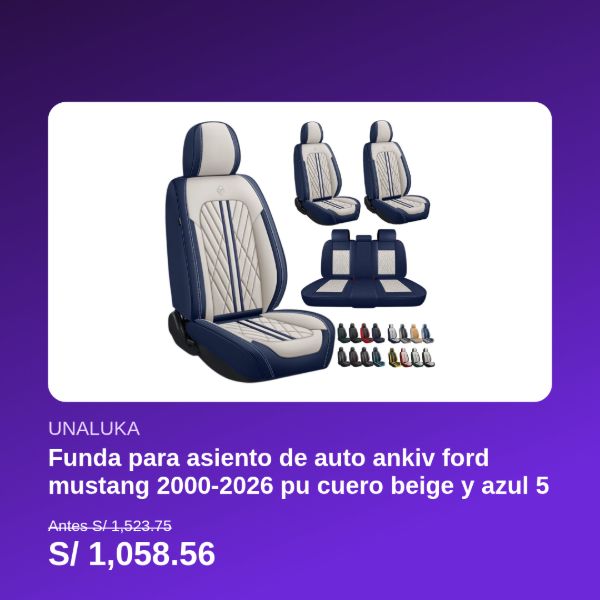 UNALUKA
Funda para asiento de auto ankiv ford
mustang 2000-2026 pu cuero beige y azul 5
Antes S/ 1,523.75
S/ 1,058.56